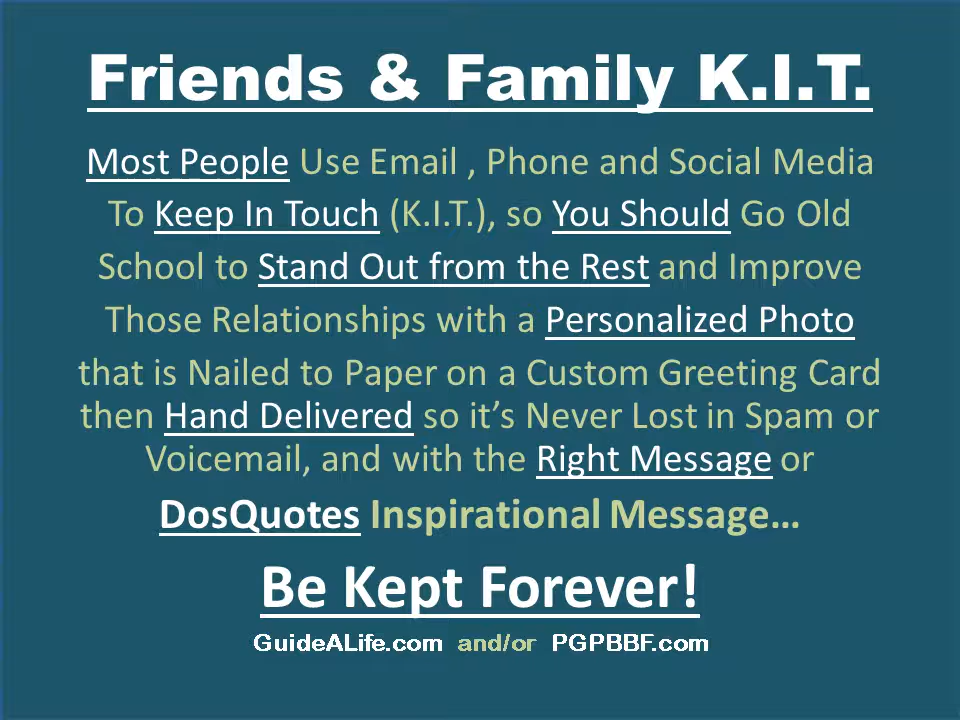 Friends & Family K.I.T.
Most People Use Email , Phone and Social Media
To Keep In Touch (K.I.T.), so You Should Go Old
School to Stand Out from the Rest and Improve
Those Relationships with a Personalized Photo
that is Nailed to Paper on a Custom Greeting Card
then Hand Delivered so it’s Never Lost in Spam or
Voicemail, and with the Right Message or
DosQuotes Inspirational Message…
Be Kept Forever!
GuideALife.com and/or PGPBBF.com